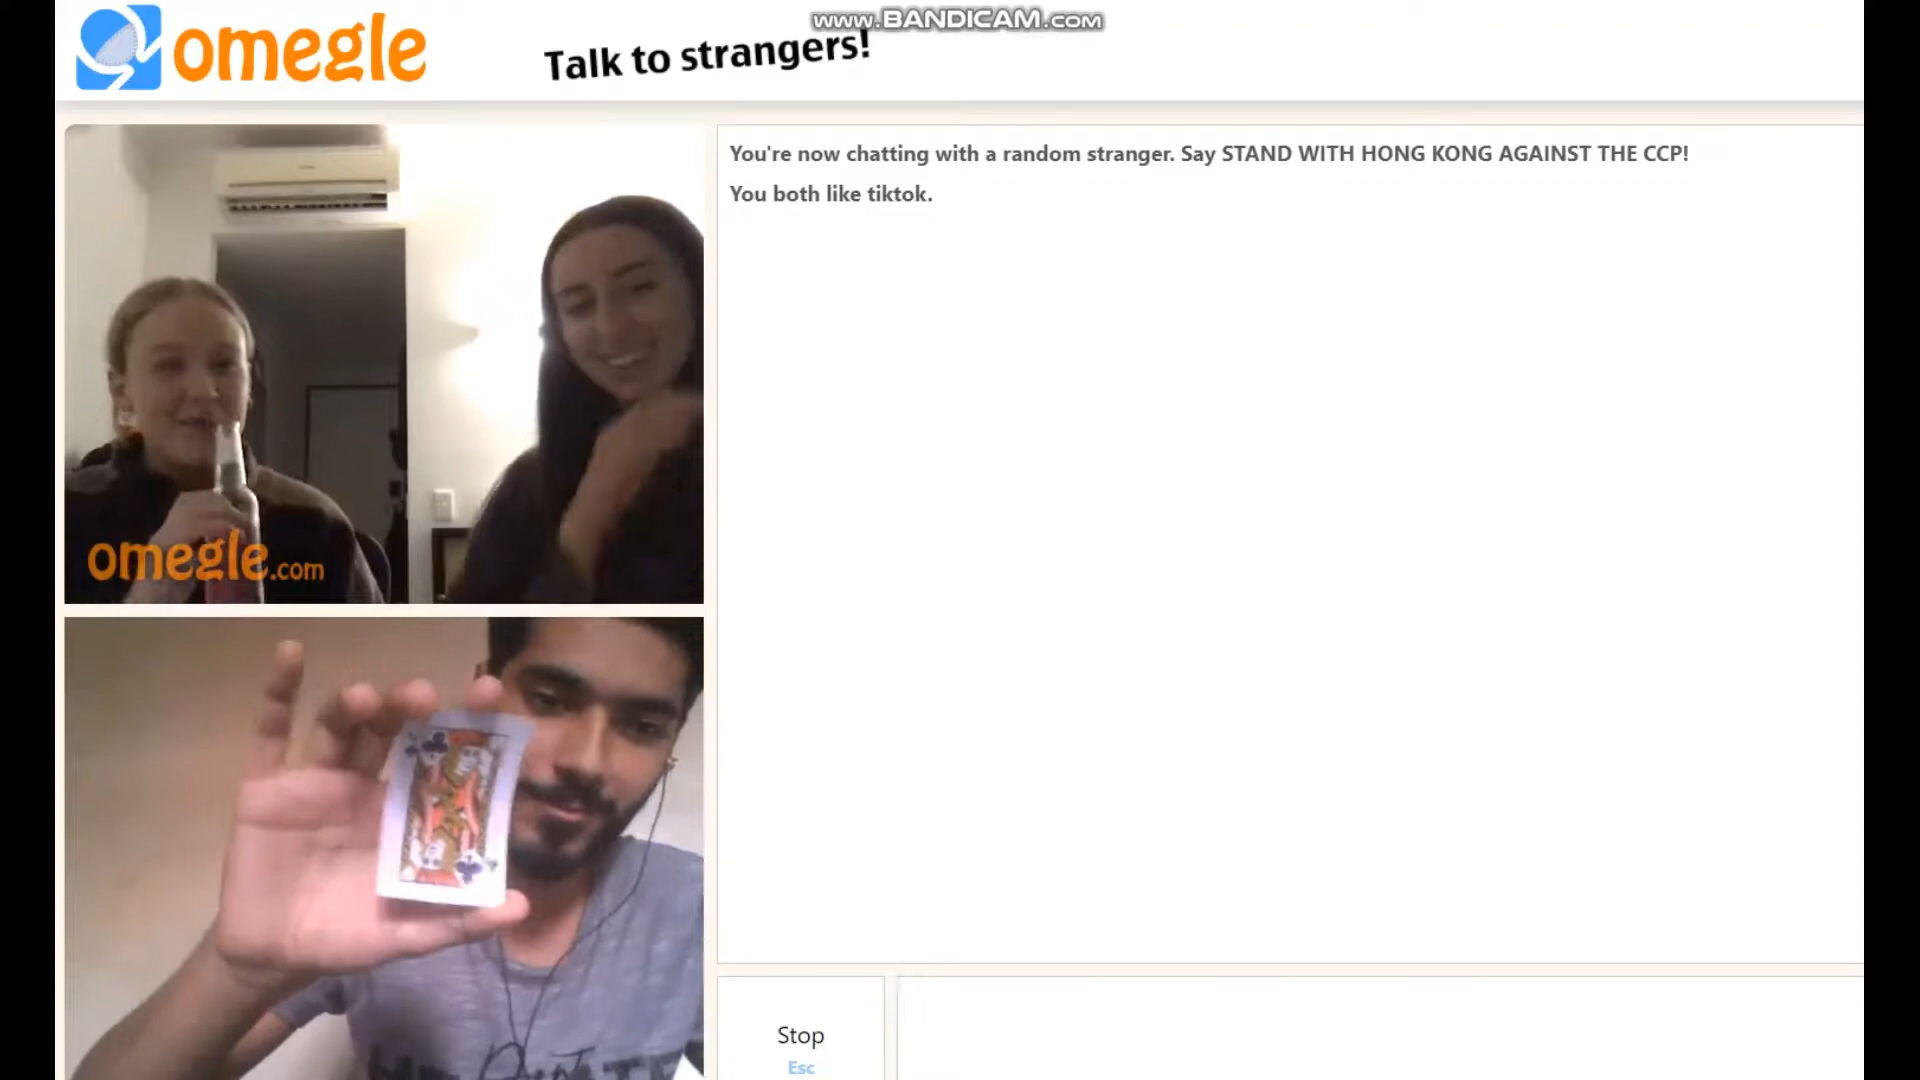 www.BANDICAM.com
omegle
Talk to strangers!
You're now chatting with a random stranger. Say STAND WITH HONG KONG AGAINST THE CCP!
You both like tiktok.
omegle.com
Stop
Esc